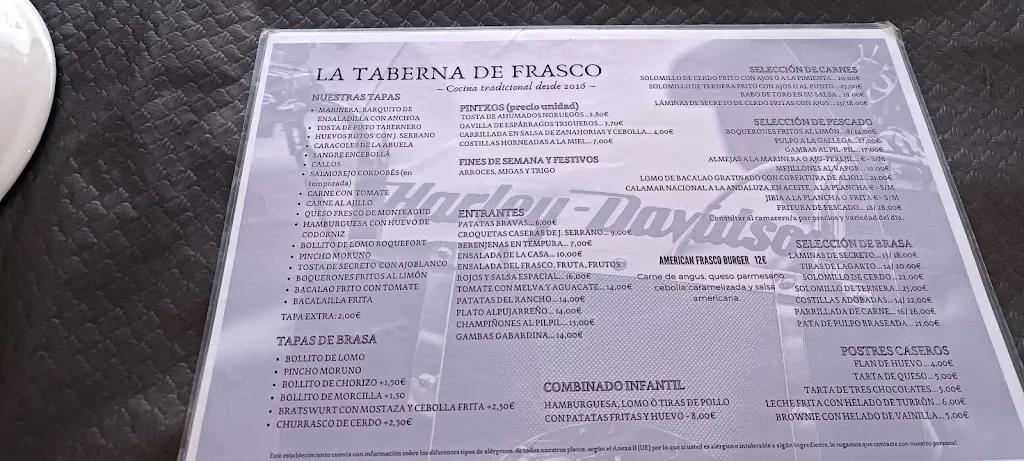 LA TABERNA DE FRASCO
~ Cocina tradicional desde 2016 ~
NUESTRAS TAPAS
• MARINERA, BARQUITO DE
ENSALADILLA CON ANCHOA
• TOSTA DE PISTO TABERNERO
• HUEVOS ROTOS CON J. SERRANO
• CARACOLES DE LA ABUELA
• SANGRE ENCEBOLLÁ
• CALLOS
• SALMOREJO CORDOBÉS (en
temporada)
• CARNE CON TOMATE
• CARNE AL AJILLO
• QUESO FRESCO DE MONTEAGUD
• HAMBURGUESA CON HUEVO DE
CODORNIZ
• BOLLITO DE LOMO ROQUEFORT
• PINCHO MORUNO
• TOSTA DE SECRETO CON AJOBLANCO
• BOQUERONES FRITOS AL LIMÓN
• BACALAO FRITO CON TOMATE
• BACALAILLA FRITA
TAPA EXTRA: 2,00€
TAPAS DE BRASA
• BOLLITO DE LOMO
• PINCHO MORUNO
• BOLLITO DE CHORIZO +1,50€
• BOLLITO DE MORCILLA +1,50
• BRATSWURT CON MOSTAZA Y CEBOLLA FRITA +2,50€
• CHURRASCO DE CERDO +2,50€
PINTXOS (precio unidad)
TOSTA DE AHUMADOS NORUEGOS...2,80€
GAVILLA DE ESPÁRRAGOS TRIGUEROS... 3,70€
CARRILLADA EN SALSA DE ZANAHORIAS Y CEBOLLA... 4,00€
COSTILLAS HORNEADAS A LA MIEL... 7,00€
FINES DE SEMANA Y FESTIVOS
ARROCES, MIGAS Y TRIGO
Harley-Davidson
ENTRANTES
PATATAS BRAVAS... 6,00€
CROQUETAS CASERAS DE J. SERRANO... 9,00€
BERENJENAS EN TEMPURA... 7,00€
ENSALADA DE LA CASA... 10,00€
ENSALADA DEL FRASCO, FRUTA, FRUTOS
ROJOS Y SALSA ESPACIAL... 16,00€
TOMATE CON MELVA Y AGUACATE... 14,00€
PATATAS DEL RANCHO... 14,00€
PLATO ALPUJARREÑO... 14,00€
CHAMPIÑONES AL PILPIL... 13,00€
GAMBAS GABARDINA... 14,00€
COMBINADO INFANTIL
HAMBURGUESA, LOMO Ò TIRAS DE POLLO
CON PATATAS FRITAS Y HUEVO - 8,00€
SELECCIÓN DE CARNES
SOLOMILLO DE CERDO FRITO CON AJOS O A LA PIMIESTA... 20,00€
SOLOMILLO DE TERNERA FRITO CON AJOS O AL PUNTO... 25,00€
RABO DE TORO EN SU SALSA... 19,00€
LÁMINAS DE SECRETO DE CERDO FRITAS CON AJOS... 15/ 18,00€
SELECCIÓN DE PESCADO
BOQUERONES FRITOS AL LIMÓN... 8/ 14,00€
PULPO A LA GALLEGA... 17,00€
GAMBAS AL PIL-PIL... 17,00€
ALMEJAS A LA MARINERA O AJO-PEREJIL... € - S/M
MEJILLONES AL VAPOR... 10,00€
LOMO DE BACALAO GRATINADO CON COBERTURA DE ALIOLI... 21,00€
CALAMAR NACIONAL A LA ANDALUZA, EN ACEITE, A LA PLANCHA € - S/M
JIBIA A LA PLANCHA O FRITA € - S/M
FRITURA DE PESCADO... 18/ 28,00€
Consultar al camarero/a por precios y variedad del día.
AMERICAN FRASCO BURGER 12€
Carne de angus, queso parmesano,
cebolla caramelizada y salsa
americana.
SELECCIÓN DE BRASA
LÁMINAS DE SECRETO... 15/ 18,00€
TIRAS DE LAGARTO... 14/ 20,00€
SOLOMILLO DE CERDO... 21,00€
SOLOMILLO DE TERNERA... 25,00€
COSTILLAS ADOBADAS... 14/ 22,00€
PARRILLADA DE CARNE... 16/ 26,00€
PATA DE PULPO BRASEADA... 21,00€
POSTRES CASEROS
FLAN DE HUEVO... 4,00€
TARTA DE QUESO... 5,00€
TARTA DE TRES CHOCOLATES... 5,00€
LECHE FRITA CON HELADO DE TURRÓN... 6,00€
BROWNIE CON HELADO DE VAINILLA... 5,00€
Este establecimiento cuenta con información sobre los diferentes tipos de alérgenos, de todos nuestros platos, según el Anexo II (UE) por lo que si usted es alérgico o intolerable a algún ingrediente, le rogamos que contacte con nuestro personal.